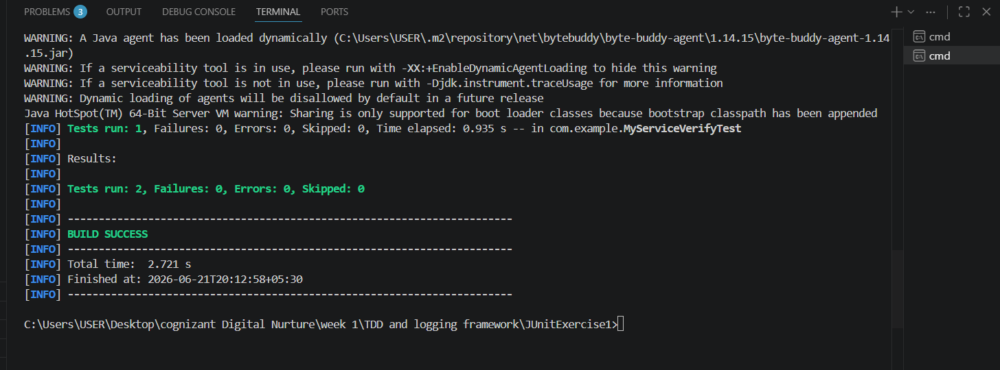 PROBLEMS 3 OUTPUT DEBUG CONSOLE TERMINAL PORTS
WARNING: A Java agent has been loaded dynamically (C:\Users\USER\.m2\repository\net\bytebuddy\byte-buddy-agent\1.14.15\byte-buddy-agent-1.14
.15.jar)
WARNING: If a serviceability tool is in use, please run with -XX:+EnableDynamicAgentLoading to hide this warning
WARNING: If a serviceability tool is not in use, please run with -Djdk.instrument.traceUsage for more information
WARNING: Dynamic loading of agents will be disallowed by default in a future release
Java HotSpot(TM) 64-Bit Server VM warning: Sharing is only supported for boot loader classes because bootstrap classpath has been appended
[INFO] Tests run: 1, Failures: 0, Errors: 0, Skipped: 0, Time elapsed: 0.935 s -- in com.example.MyServiceVerifyTest
[INFO]
[INFO] Results:
[INFO]
[INFO] Tests run: 2, Failures: 0, Errors: 0, Skipped: 0
[INFO]
[INFO] ------------------------------------------------------------------------
[INFO] BUILD SUCCESS
[INFO] ------------------------------------------------------------------------
[INFO] Total time:  2.721 s
[INFO] Finished at: 2026-06-21T20:12:58+05:30
[INFO] ------------------------------------------------------------------------
C:\Users\USER\Desktop\cognizant Digital Nurture\week 1\TDD and logging framework\JUnitExercise1>
cmd
cmd